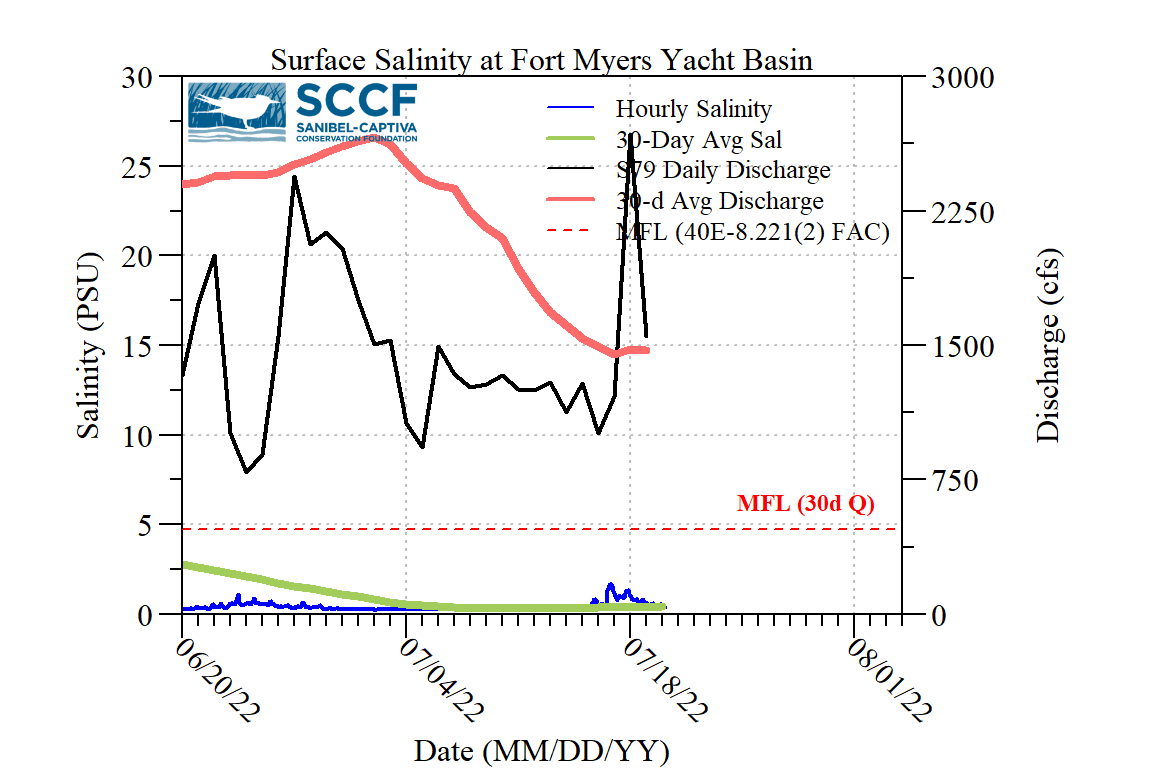 Surface Salinity at Fort Myers Yacht Basin
SCCF
SANIBEL-CAPTIVA
CONSERVATION FOUNDATION
Hourly Salinity
30-Day Avg Sal
S79 Daily Discharge
30-d Avg Discharge
MFL (40E-8.221(2) FAC)
MFL (30d Q)
Salinity (PSU)
30
25
20
15
10
5
0
Discharge (cfs)
3000
2250
1500
750
0
06/20/22
07/04/22
07/18/22
08/01/22
Date (MM/DD/YY)